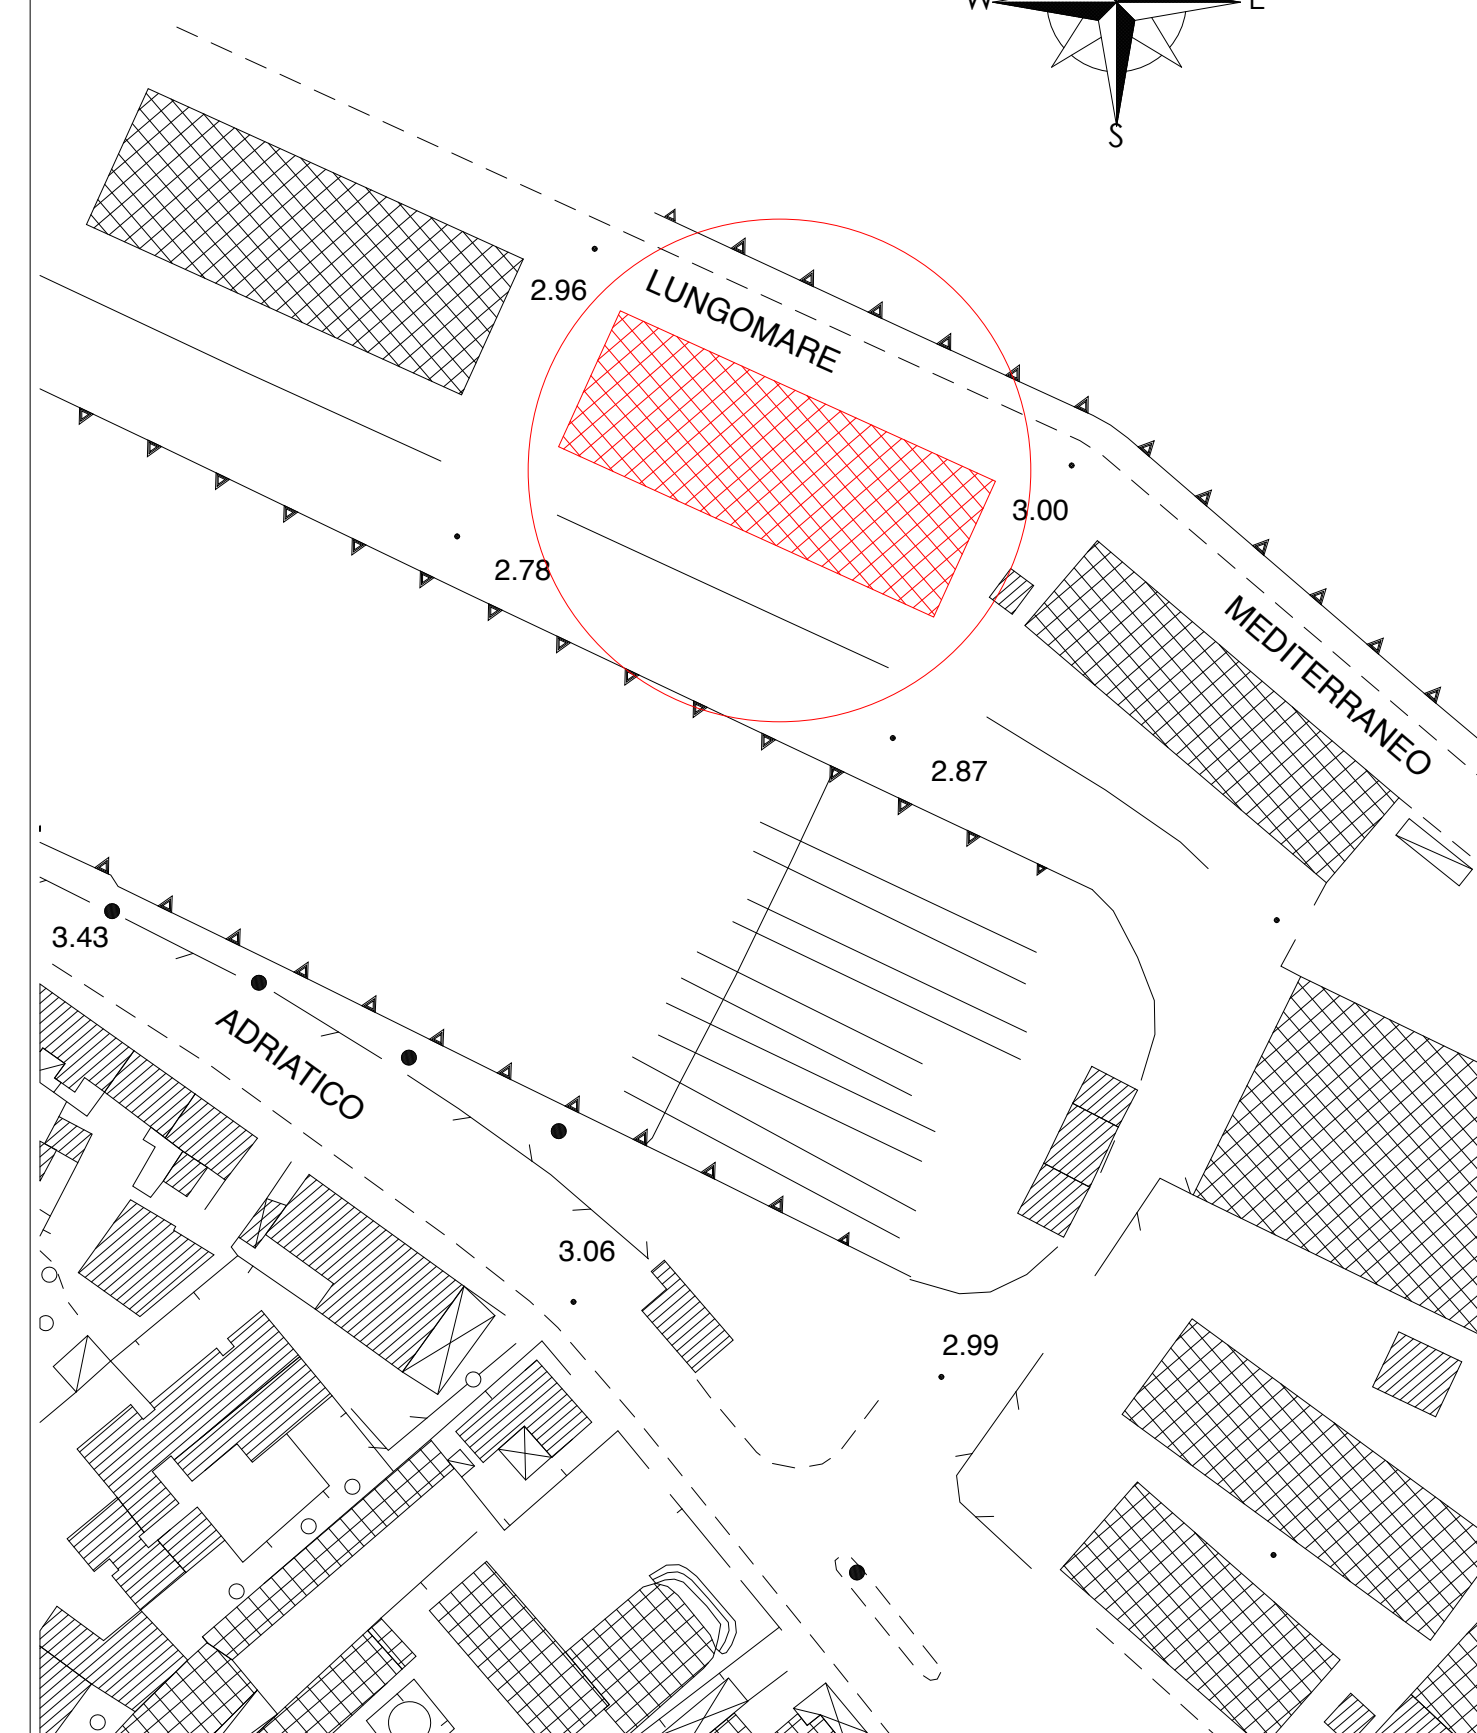 W
E
S
2.96
LUNGOMARE
3.00
2.78
MEDITERRANEO
2.87
3.43
ADRIATICO
3.06
2.99